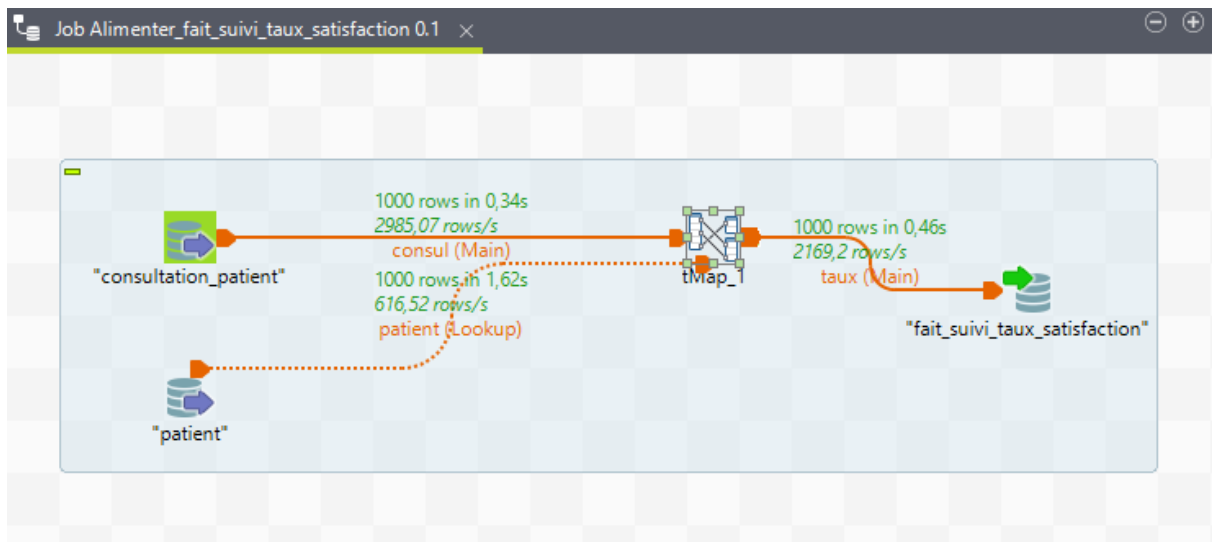 Job Alimenter_fait_suivi_taux_satisfaction 0.1
1000 rows in 0,34s
2985,07 rows/s
consul (Main)
"consultation_patient"
1000 rows in 1,62s
616,52 rows/s
patient (Lookup)
"patient"
tMap_1
1000 rows in 0,46s
2169,2 rows/s
taux (Main)
"fait_suivi_taux_satisfaction"